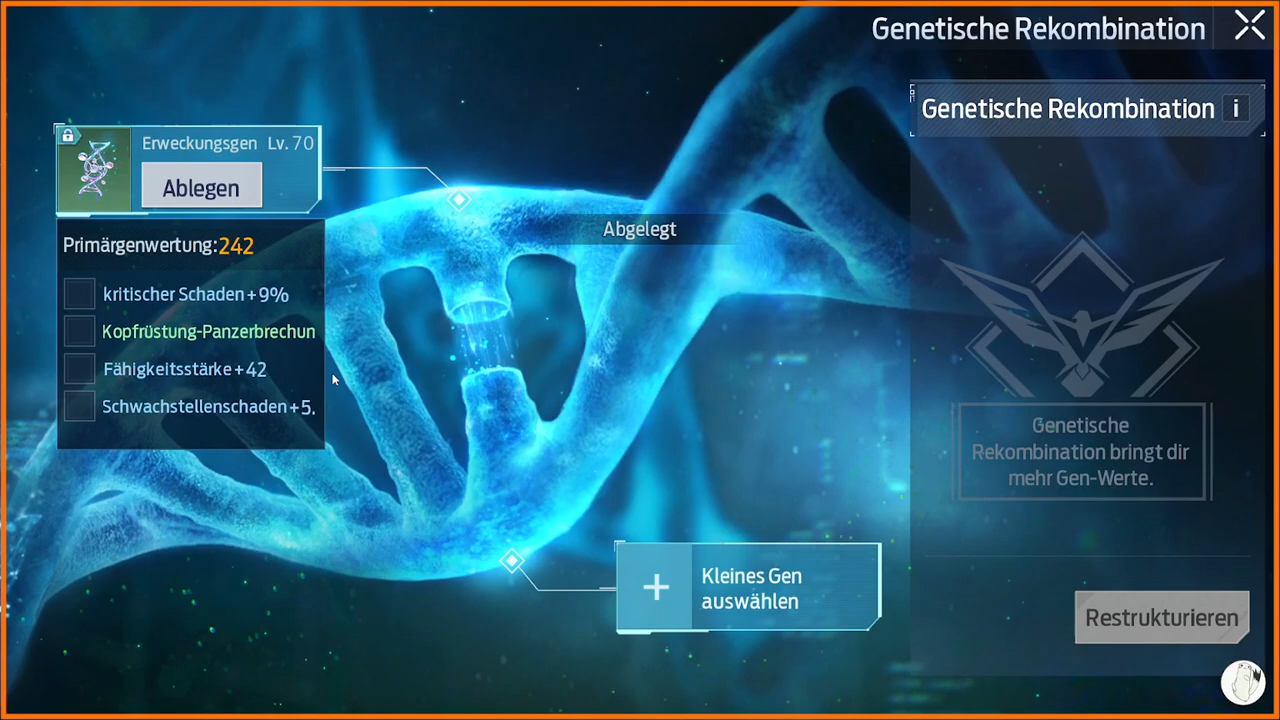 Genetische Rekombination
Genetische Rekombination i
Erweckungsgen Lv. 70
Ablegen
Primärgenwertung:242
kritischer Schaden+9%
Kopfrüstung-Panzerbrechun
Fähigkeitsstärke+42
Schwachstellenschaden+5.
Abgelegt
Genetische
Rekombination bringt dir
mehr Gen-Werte.
Kleines Gen
auswählen
Restrukturieren